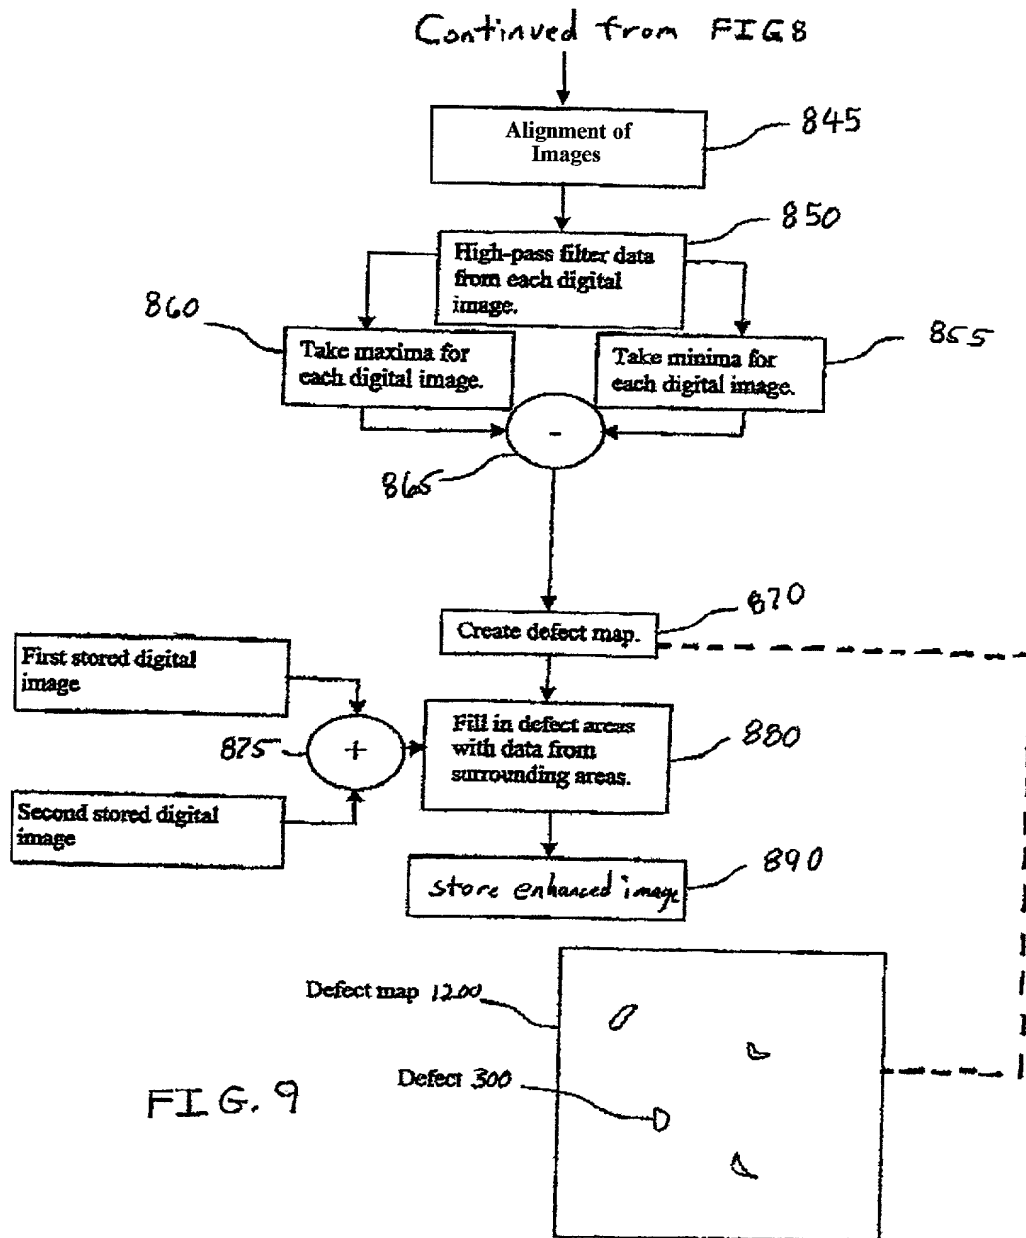 Continued from FIG8
Alignment of
Images
845
850
High-pass filter data
from each digital
image.
860
Take maxima for
each digital image.
855
Take minima for
each digital image.
-
865
870
Create defect map.
First stored digital
image
875
+
Fill in defect areas
with data from
surrounding areas.
880
Second stored digital
image
890
store enhanced image
Defect map 1200
Defect 300
FIG. 9